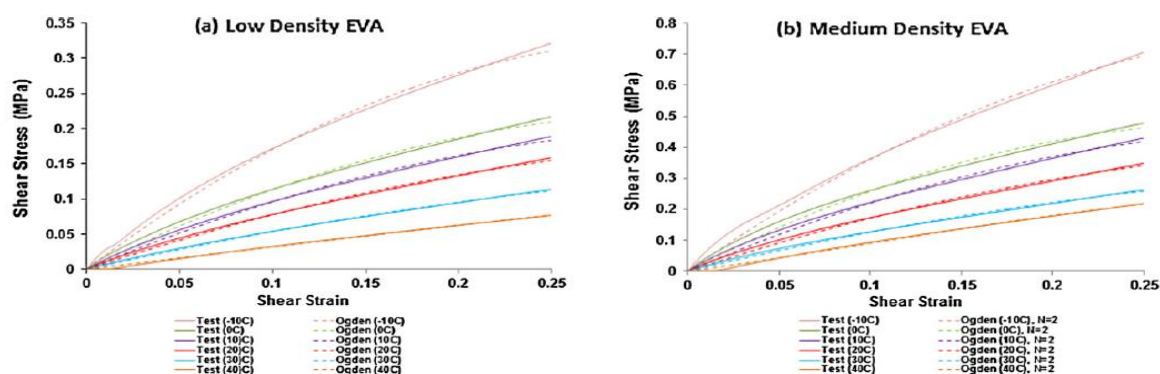 (a) Low Density EVA
0.35
0.3
0.25
0.2
0.15
0.1
0.05
0
Shear Stress (MPa)
0 0.05 0.1 0.15 0.2 0.25
Shear Strain
Test (-10C) Ogden (-10C)
Test (0C) Ogden (0C)
Test (10)C) Ogden (10C)
Test (20C) Ogden (20C)
Test (30)C) Ogden (30C)
Test (40)C) Ogden (40C)
(b) Medium Density EVA
0.8
0.7
0.6
0.5
0.4
0.3
0.2
0.1
0
Shear Stress (MPa)
0 0.05 0.1 0.15 0.2 0.25
Shear Strain
Test (-10C) Ogden (-10C), N=2
Test (0C) Ogden (0C), N=2
Test (10C) Ogden (10C), N=2
Test (20C) Ogden (20C), N=2
Test (30C) Ogden (30C), N=2
Test (40C) Ogden (40C), N=2